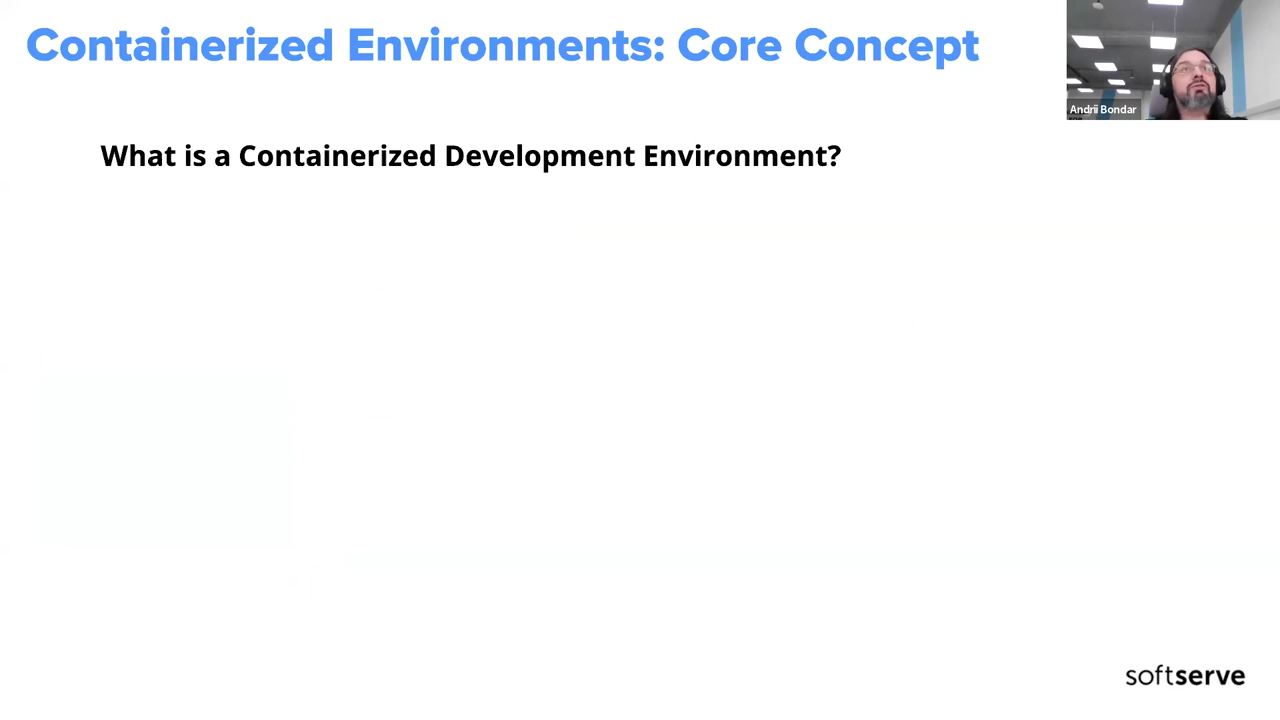 Containerized Environments: Core Concept
Andrii Bondar
What is a Containerized Development Environment?
softserve